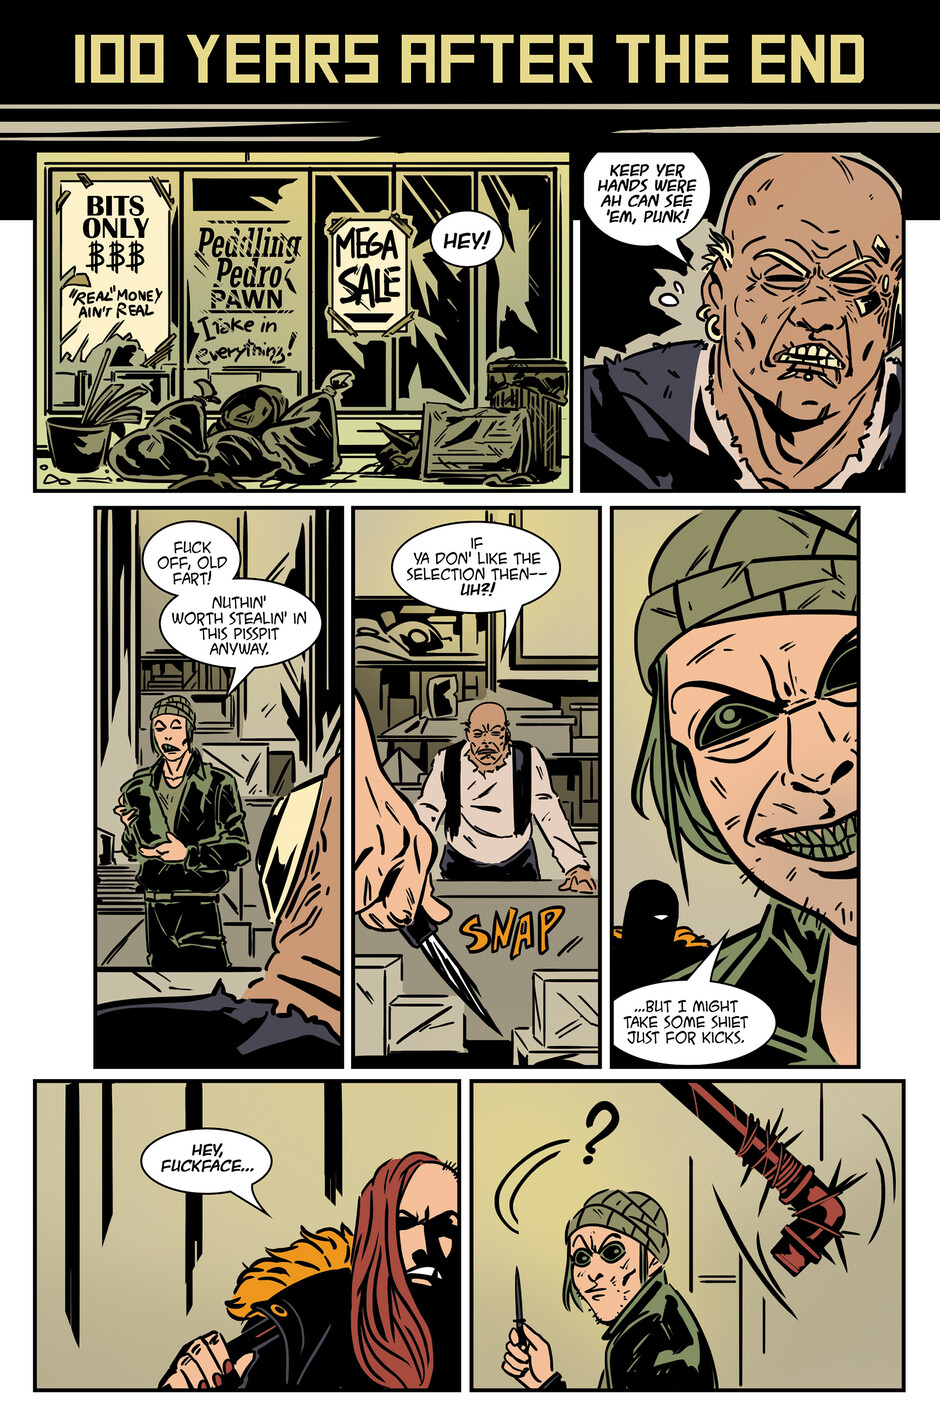 100 YEARS AFTER THE END
BITS
ONLY
$$$
"REAL" MONEY
AIN'T REAL
Peddling
Pedro
PAWN
I take in
everything!
MEGA
SALE
HEY!
KEEP YER
HANDS WERE
AH CAN SEE
'EM, PUNK!
FUCK
OFF, OLD
FART!
NUTHIN'
WORTH STEALIN' IN
THIS PISSPIT
ANYWAY.
IF
YA DON' LIKE THE
SELECTION THEN--
UH?!
SNAP
...BUT I MIGHT
TAKE SOME SHIET
JUST FOR KICKS.
HEY,
FUCKFACE...
?